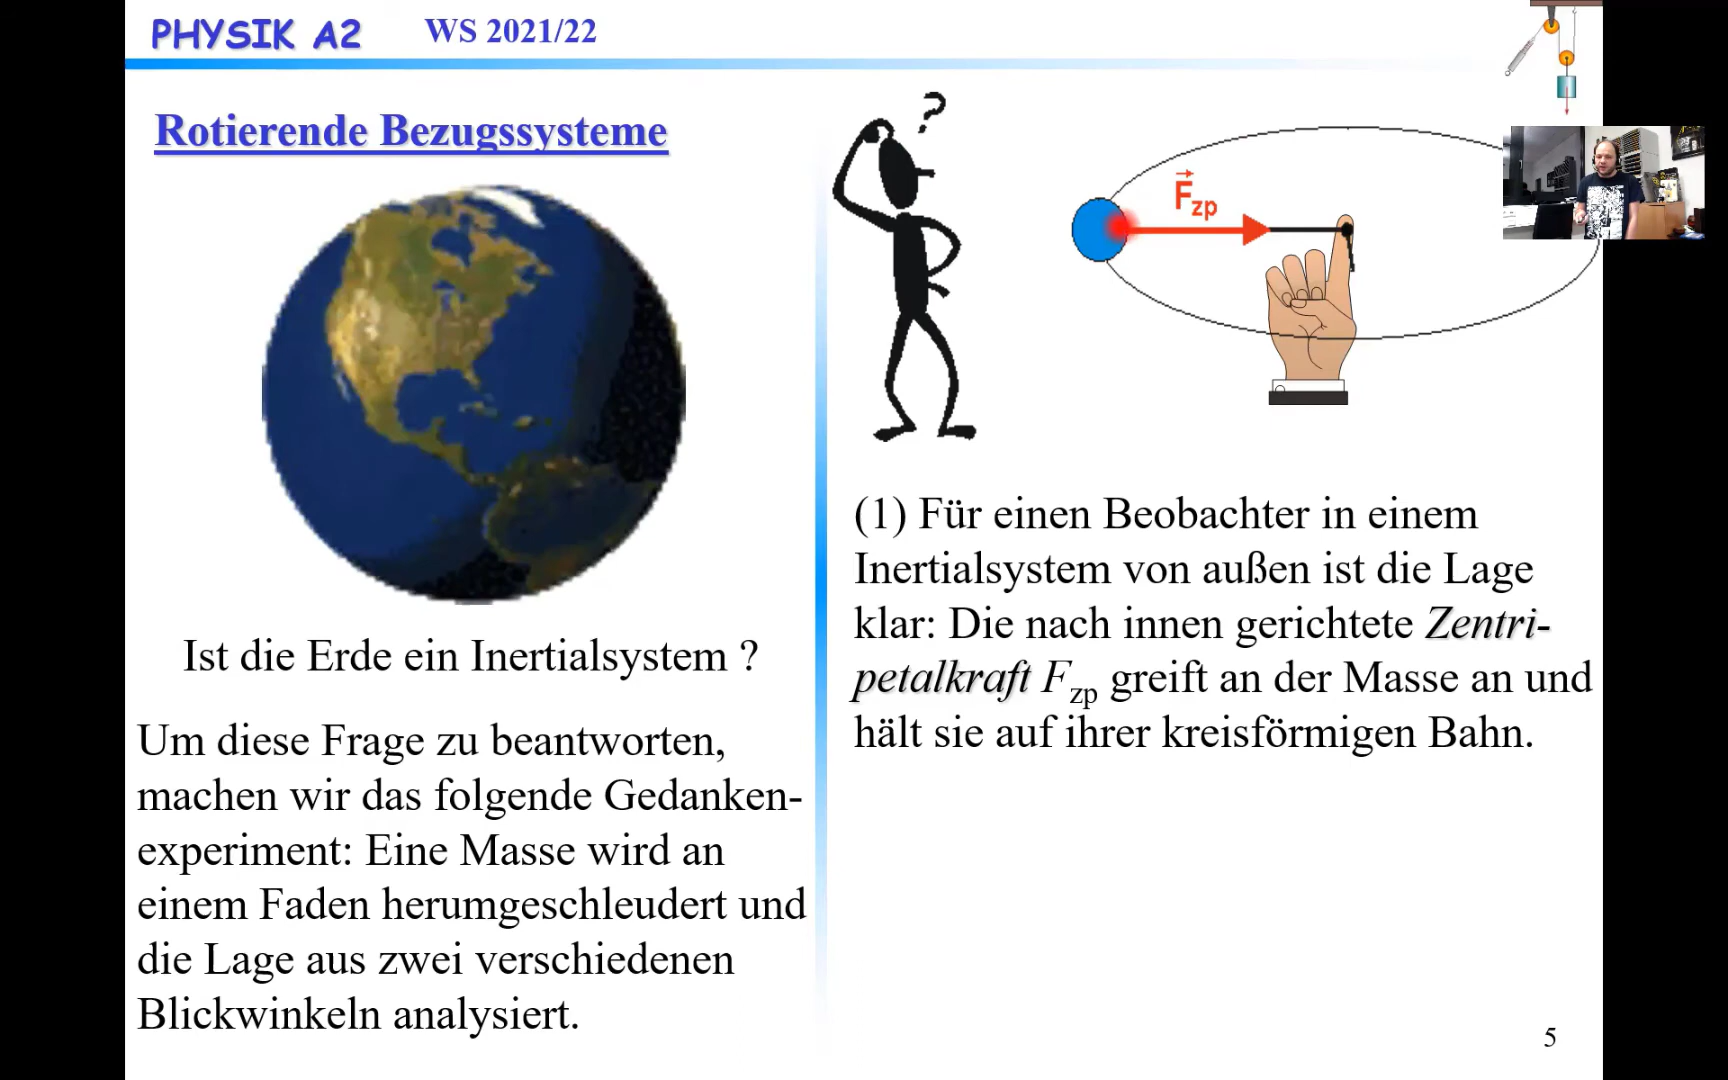 PHYSIK A2 WS 2021/22
Rotierende Bezugssysteme
Ist die Erde ein Inertialsystem ?
Um diese Frage zu beantworten,
machen wir das folgende Gedanken-
experiment: Eine Masse wird an
einem Faden herumgeschleudert und
die Lage aus zwei verschiedenen
Blickwinkeln analysiert.
?
F zp
(1) Für einen Beobachter in einem
Inertialsystem von außen ist die Lage
klar: Die nach innen gerichtete Zentri-
petalkraft F zp greift an der Masse an und
hält sie auf ihrer kreisförmigen Bahn.
5